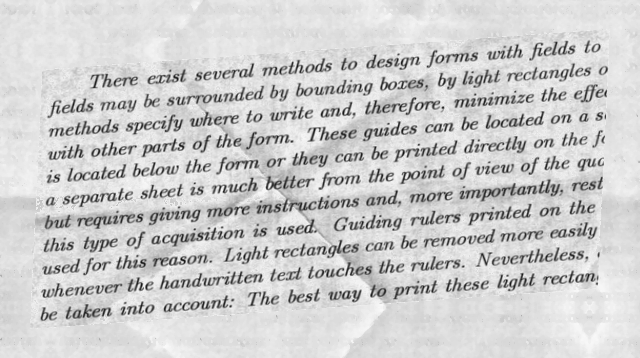 There exist several methods to design forms with fields to
fields may be surrounded by bounding boxes, by light rectangles o
methods specify where to write and, therefore, minimize the effe
with other parts of the form. These guides can be located on a s
is located below the form or they can be printed directly on the f
a separate sheet is much better from the point of view of the qua
but requires giving more instructions and, more importantly, rest
this type of acquisition is used. Guiding rulers printed on the
used for this reason. Light rectangles can be removed more easily
whenever the handwritten text touches the rulers. Nevertheless,
be taken into account: The best way to print these light rectang